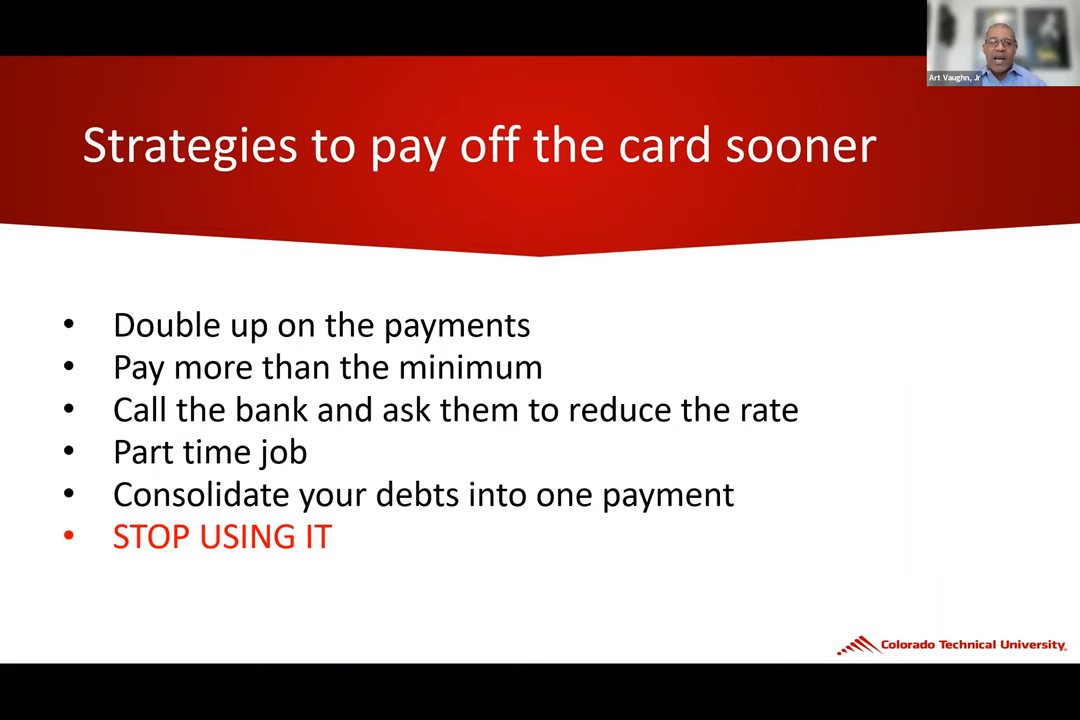 Art Vaughn, Jr
Strategies to pay off the card sooner
• Double up on the payments
• Pay more than the minimum
• Call the bank and ask them to reduce the rate
• Part time job
• Consolidate your debts into one payment
• STOP USING IT
Colorado Technical University